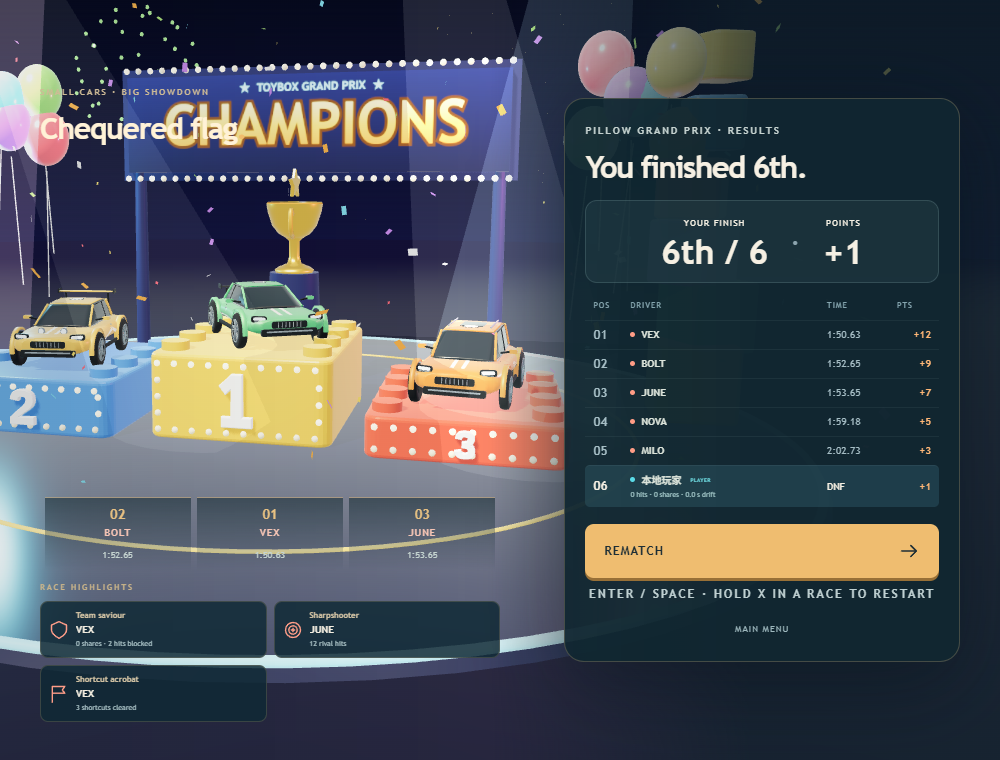 CARS · BIG SHOWDOWN
Chequered flag
★ TOYBOX GRAND PRIX ★
CHAMPIONS
2
1
3
02
BOLT
1:52.65
01
VEX
1:50.63
03
JUNE
1:53.65
RACE HIGHLIGHTS
Team saviour
VEX
0 shares · 2 hits blocked
Sharpshooter
JUNE
12 rival hits
Shortcut acrobat
VEX
3 shortcuts cleared
PILLOW GRAND PRIX · RESULTS
You finished 6th.
YOUR FINISH
6th / 6
POINTS
+1
POS DRIVER TIME PTS
01 VEX 1:50.63 +12
02 BOLT 1:52.65 +9
03 JUNE 1:53.65 +7
04 NOVA 1:59.18 +5
05 MILO 2:02.73 +3
06 本地玩家 PLAYER DNF +1
0 hits · 0 shares · 0.0 s drift
REMATCH →
ENTER / SPACE · HOLD X IN A RACE TO RESTART
MAIN MENU